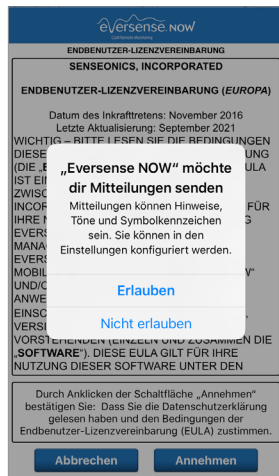 eversense. NOW
CGM Remote Monitoring
ENDBENUTZER-LIZENZVEREINBARUNG
SENSEONICS, INCORPORATED
ENDBENUTZER-LIZENZVEREINBARUNG (EUROPA)
Datum des Inkrafttretens: November 2016
Letzte Aktualisierung: September 2021
WICHTIG – BITTE LESEN SIE DIE BEDINGUNGEN
DIESE
(DIE „E
IST EIN
ZWISC
INCOR
FÜR
IHRE
EVERS
MANA
EVERS
MOBIL
UND/O
ANWE
EINSC
VERSI
VORSTEHENDEN (EINZELN UND ZUSAMMEN DIE
„SOFTWARE“). DIESE EULA GILT FÜR IHRE
NUTZUNG DIESER SOFTWARE UNTER DEN
„Eversense NOW“ möchte
dir Mitteilungen senden
Mitteilungen können Hinweise,
Töne und Symbolkennzeichen
sein. Sie können in den
Einstellungen konfiguriert werden.
Erlauben
Nicht erlauben
Durch Anklicken der Schaltfläche „Annehmen“
bestätigen Sie: Dass Sie die Datenschutzerklärung
gelesen haben und den Bedingungen der
Endbenutzer-Lizenzvereinbarung (EULA) zustimmen.
Abbrechen
Annehmen